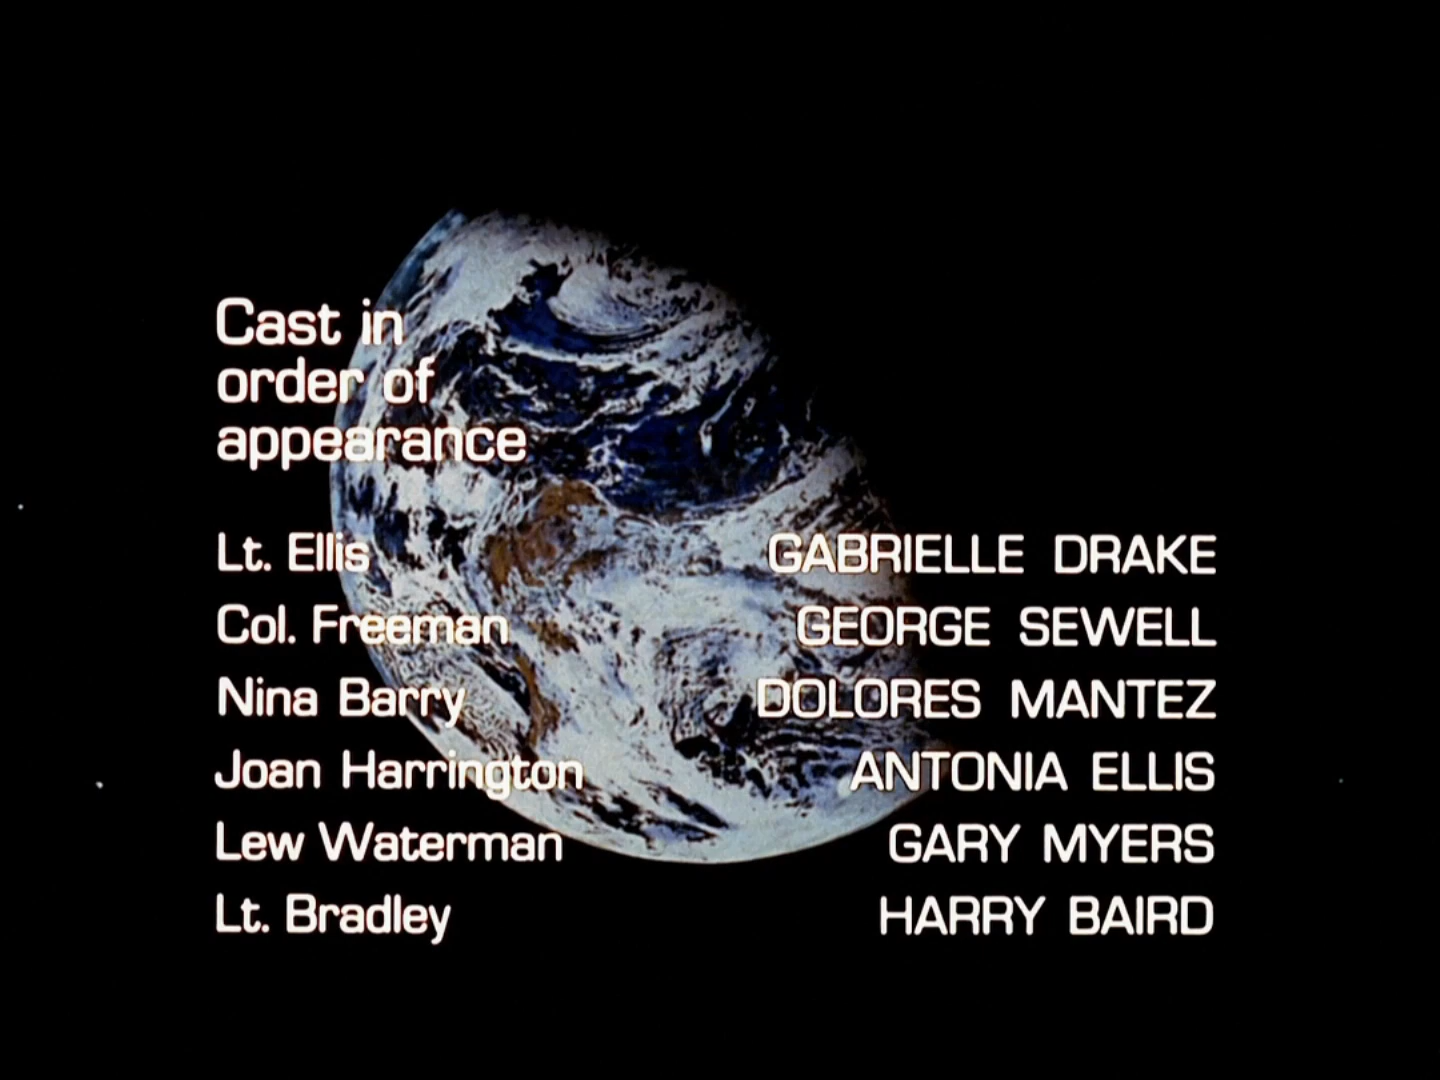 Cast in
order of
appearance
Lt. Ellis GABRIELLE DRAKE
Col. Freeman GEORGE SEWELL
Nina Barry DOLORES MANTEZ
Joan Harrington ANTONIA ELLIS
Lew Waterman GARY MYERS
Lt. Bradley HARRY BAIRD